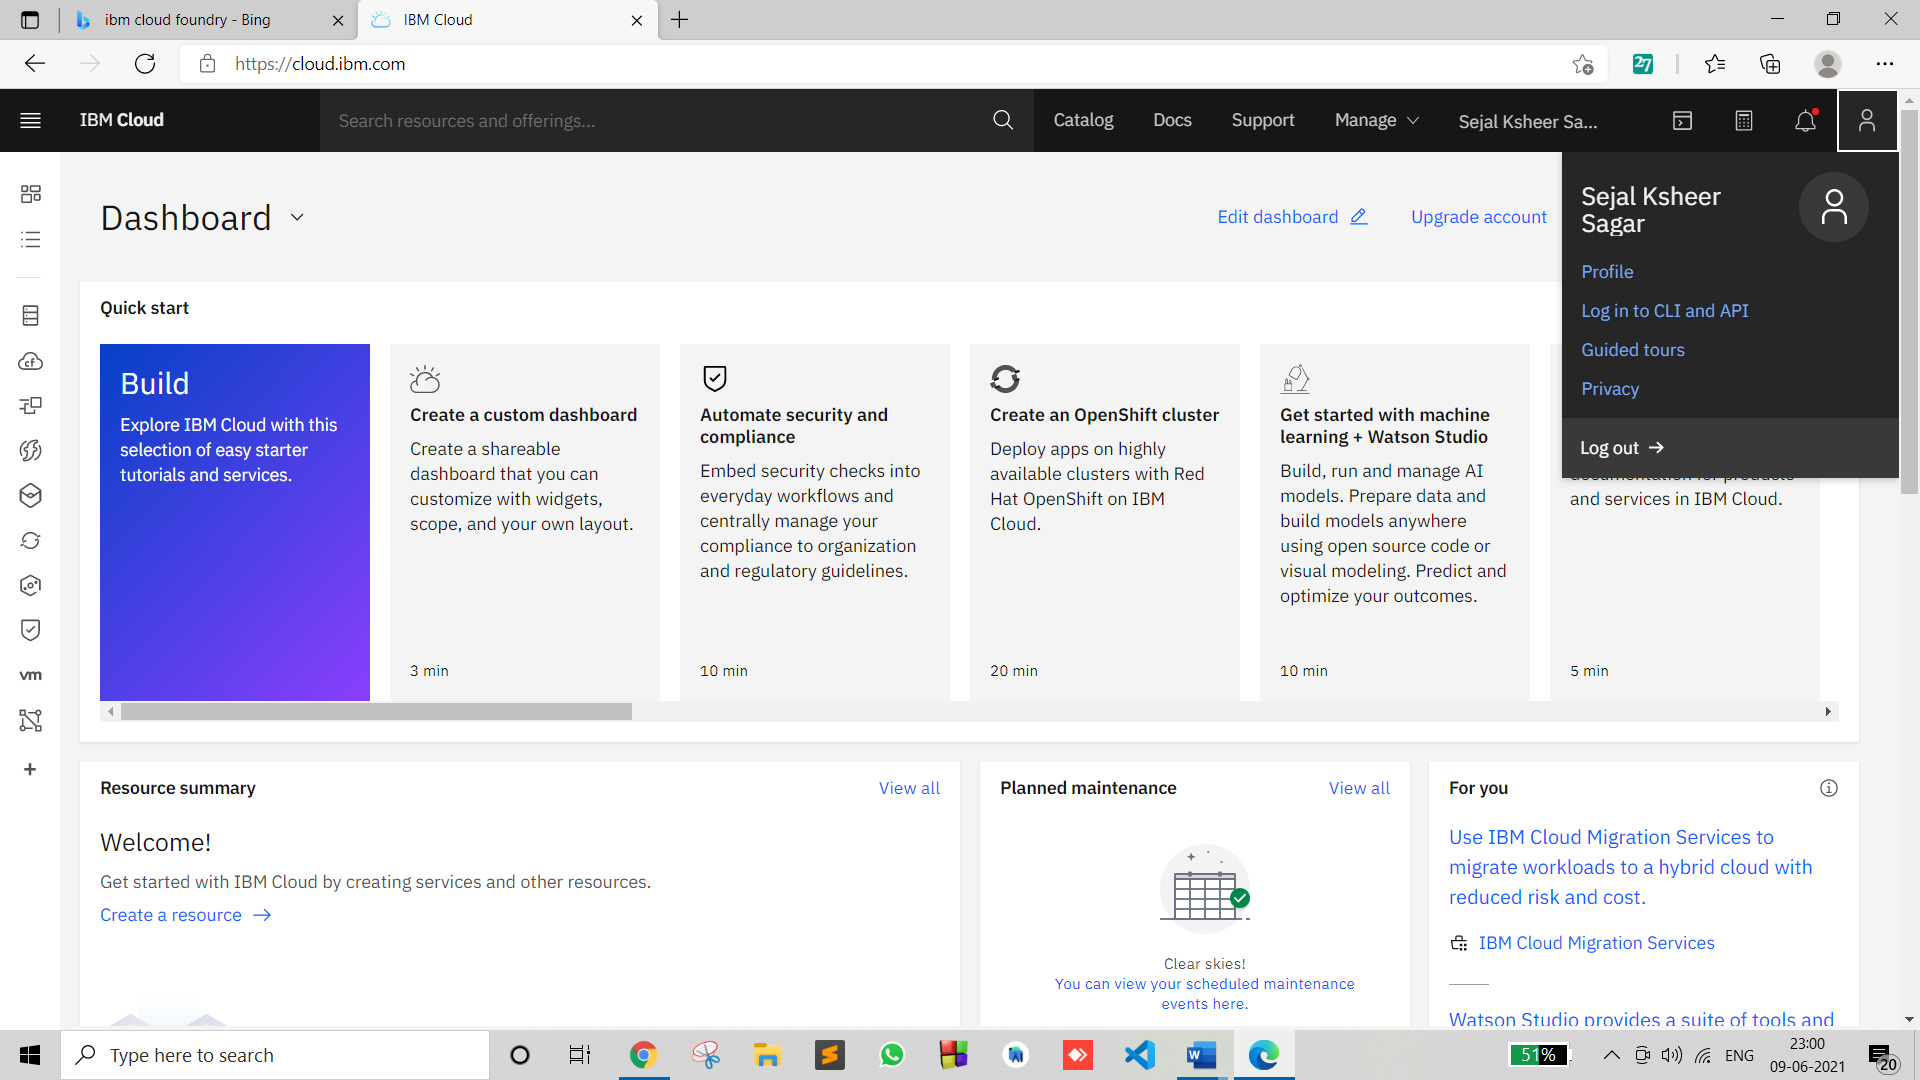 ibm cloud foundry - Bing
IBM Cloud
https://cloud.ibm.com
27
IBM Cloud
Search resources and offerings...
Catalog
Docs
Support
Manage
Sejal Ksheer Sa...
Sejal Ksheer
Sagar
Profile
Log in to CLI and API
Guided tours
Privacy
Log out
Dashboard
Edit dashboard
Upgrade account
Quick start
Build
Explore IBM Cloud with this
selection of easy starter
tutorials and services.
Create a custom dashboard
Create a shareable
dashboard that you can
customize with widgets,
scope, and your own layout.
3 min
Automate security and
compliance
Embed security checks into
everyday workflows and
centrally manage your
compliance to organization
and regulatory guidelines.
10 min
Create an OpenShift cluster
Deploy apps on highly
available clusters with Red
Hat OpenShift on IBM
Cloud.
20 min
Get started with machine
learning + Watson Studio
Build, run and manage AI
models. Prepare data and
build models anywhere
using open source code or
visual modeling. Predict and
optimize your outcomes.
10 min
documentation for products
and services in IBM Cloud.
5 min
cf
vm
Resource summary
View all
Welcome!
Get started with IBM Cloud by creating services and other resources.
Create a resource
Planned maintenance
View all
Clear skies!
You can view your scheduled maintenance
events here.
For you
Use IBM Cloud Migration Services to
migrate workloads to a hybrid cloud with
reduced risk and cost.
IBM Cloud Migration Services
Watson Studio provides a suite of tools and
Type here to search
51%
ENG
23:00
09-06-2021
20